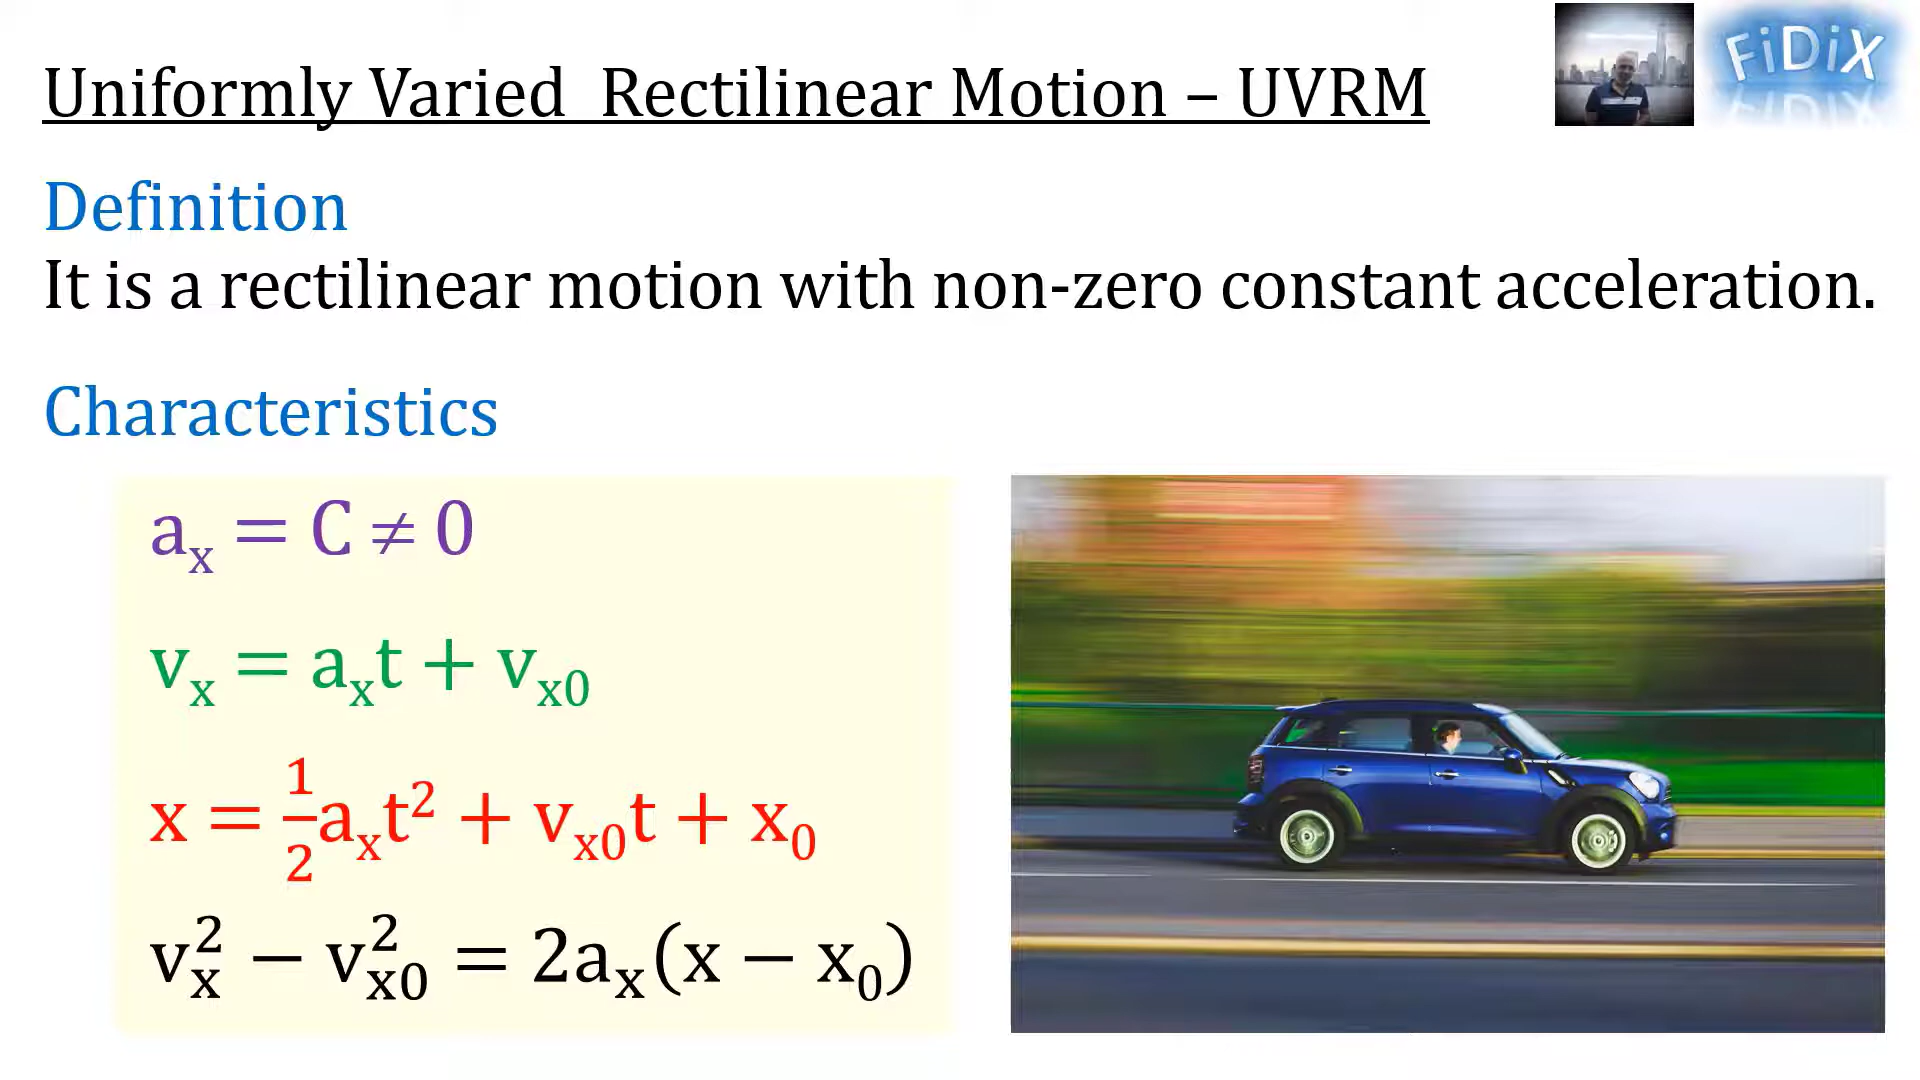 Uniformly Varied Rectilinear Motion – UVRM
FiDiX
Definition
It is a rectilinear motion with non-zero constant acceleration.
Characteristics
aₓ = C ≠ 0
vₓ = aₓt + vₓ₀
x = ½aₓt² + vₓ₀t + x₀
vₓ² − vₓ₀² = 2aₓ(x − x₀)